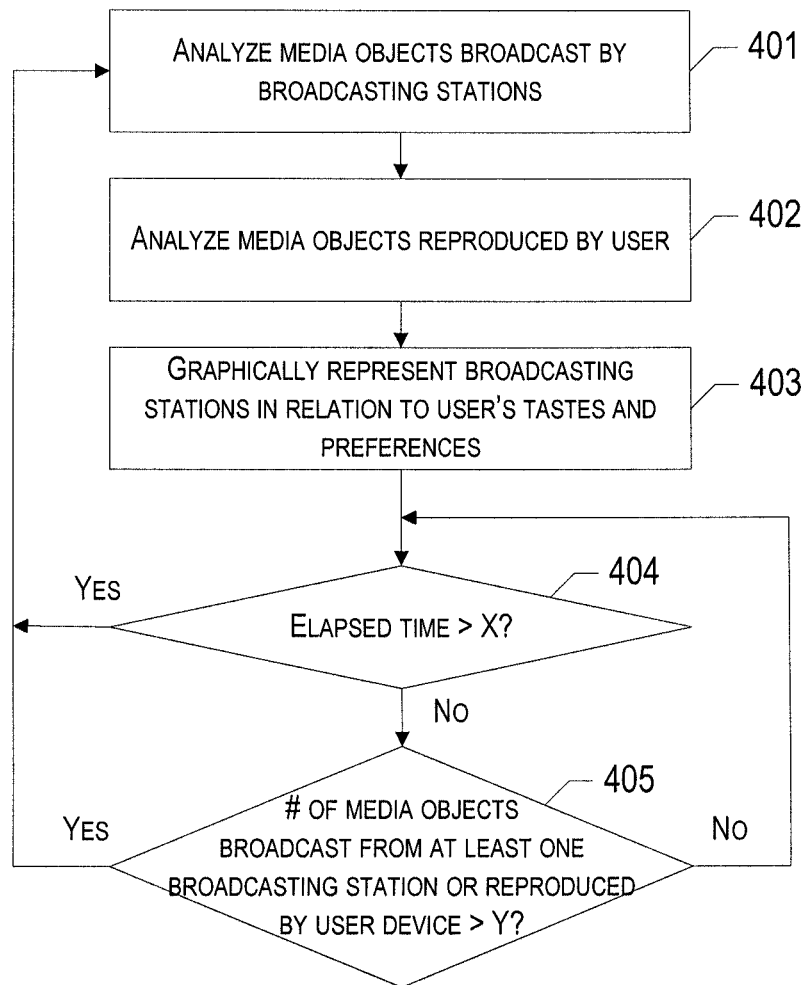 ANALYZE MEDIA OBJECTS BROADCAST BY
BROADCASTING STATIONS
401
ANALYZE MEDIA OBJECTS REPRODUCED BY USER
402
GRAPHICALLY REPRESENT BROADCASTING
STATIONS IN RELATION TO USER'S TASTES AND
PREFERENCES
403
YES
404
ELAPSED TIME > X?
NO
405
YES
# OF MEDIA OBJECTS
BROADCAST FROM AT LEAST ONE
BROADCASTING STATION OR REPRODUCED
BY USER DEVICE > Y?
NO